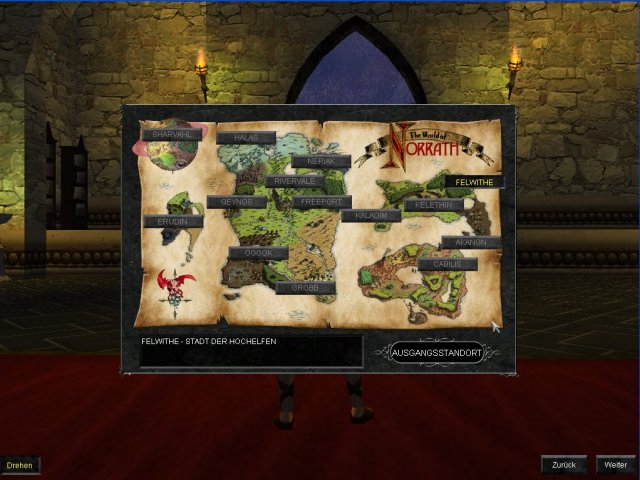 The World of
NORRATH
SHARVAHL
HALAS
NERIAK
RIVERVALE
FELWITHE
QEYNOS
FREEPORT
KELETHIN
KALADIM
ERUDIN
AKANON
OGGOK
CABILIS
GROBB
FELWITHE - STADT DER HOCHELFEN
AUSGANGSSTANDORT
Drehen
Zurück
Weiter